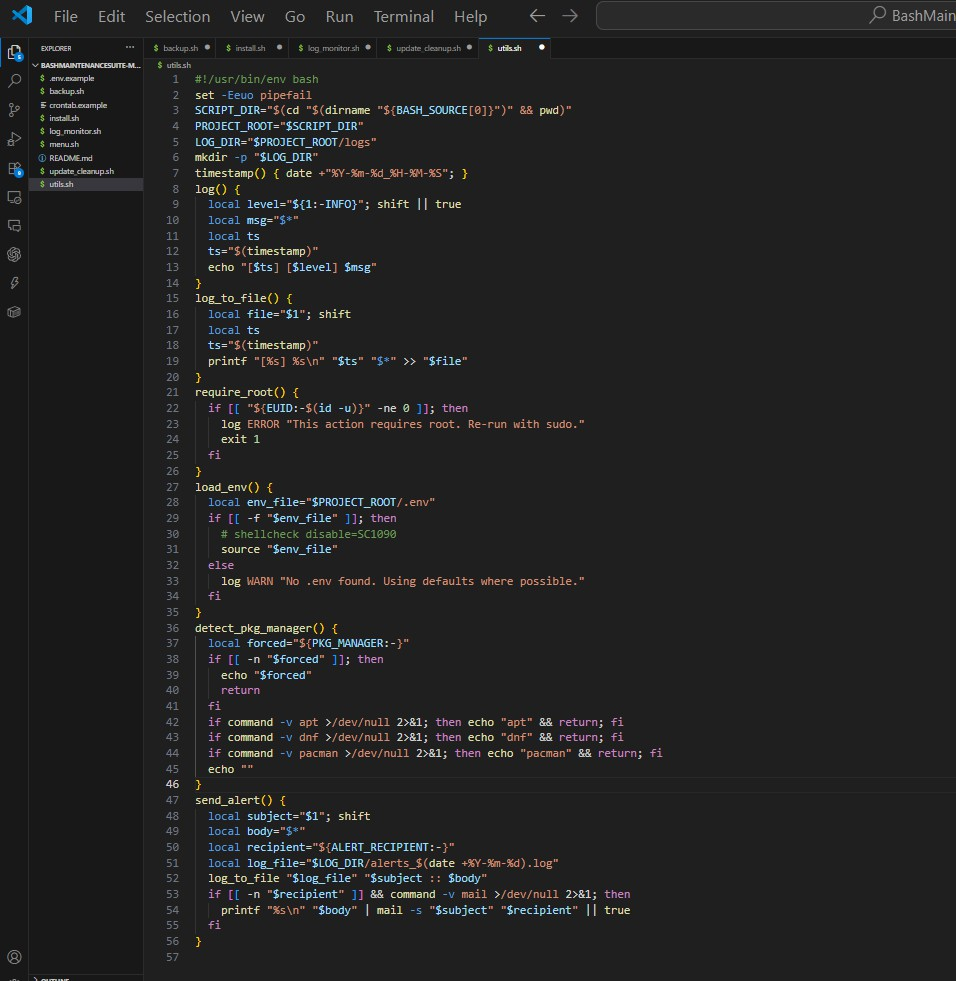 File Edit Selection View Go Run Terminal Help ← → BashMain
EXPLORER ···
$ backup.sh ● $ install.sh ● $ log_monitor.sh ● $ update_cleanup.sh ● $ utils.sh ●
BASHMAINTENANCESUITE-M...
$ .env.example
$ backup.sh
crontab.example
$ install.sh
$ log_monitor.sh
$ menu.sh
README.md
$ update_cleanup.sh
$ utils.sh
$ utils.sh
1 #!/usr/bin/env bash
2 set -Eeuo pipefail
3 SCRIPT_DIR="$(cd "$(dirname "${BASH_SOURCE[0]}")" && pwd)"
4 PROJECT_ROOT="$SCRIPT_DIR"
5 LOG_DIR="$PROJECT_ROOT/logs"
6 mkdir -p "$LOG_DIR"
7 timestamp() { date +"%Y-%m-%d_%H-%M-%S"; }
8 log() {
9   local level="${1:-INFO}"; shift || true
10   local msg="$*"
11   local ts
12   ts="$(timestamp)"
13   echo "[$ts] [$level] $msg"
14 }
15 log_to_file() {
16   local file="$1"; shift
17   local ts
18   ts="$(timestamp)"
19   printf "[%s] %s\n" "$ts" "$*" >> "$file"
20 }
21 require_root() {
22   if [[ "${EUID:-$(id -u)}" -ne 0 ]]; then
23     log ERROR "This action requires root. Re-run with sudo."
24     exit 1
25   fi
26 }
27 load_env() {
28   local env_file="$PROJECT_ROOT/.env"
29   if [[ -f "$env_file" ]]; then
30     # shellcheck disable=SC1090
31     source "$env_file"
32   else
33     log WARN "No .env found. Using defaults where possible."
34   fi
35 }
36 detect_pkg_manager() {
37   local forced="${PKG_MANAGER:-}"
38   if [[ -n "$forced" ]]; then
39     echo "$forced"
40     return
41   fi
42   if command -v apt >/dev/null 2>&1; then echo "apt" && return; fi
43   if command -v dnf >/dev/null 2>&1; then echo "dnf" && return; fi
44   if command -v pacman >/dev/null 2>&1; then echo "pacman" && return; fi
45   echo ""
46 }
47 send_alert() {
48   local subject="$1"; shift
49   local body="$*"
50   local recipient="${ALERT_RECIPIENT:-}"
51   local log_file="$LOG_DIR/alerts_$(date +%Y-%m-%d).log"
52   log_to_file "$log_file" "$subject :: $body"
53   if [[ -n "$recipient" ]] && command -v mail >/dev/null 2>&1; then
54     printf "%s\n" "$body" | mail -s "$subject" "$recipient" || true
55   fi
56 }
57
OUTLINE